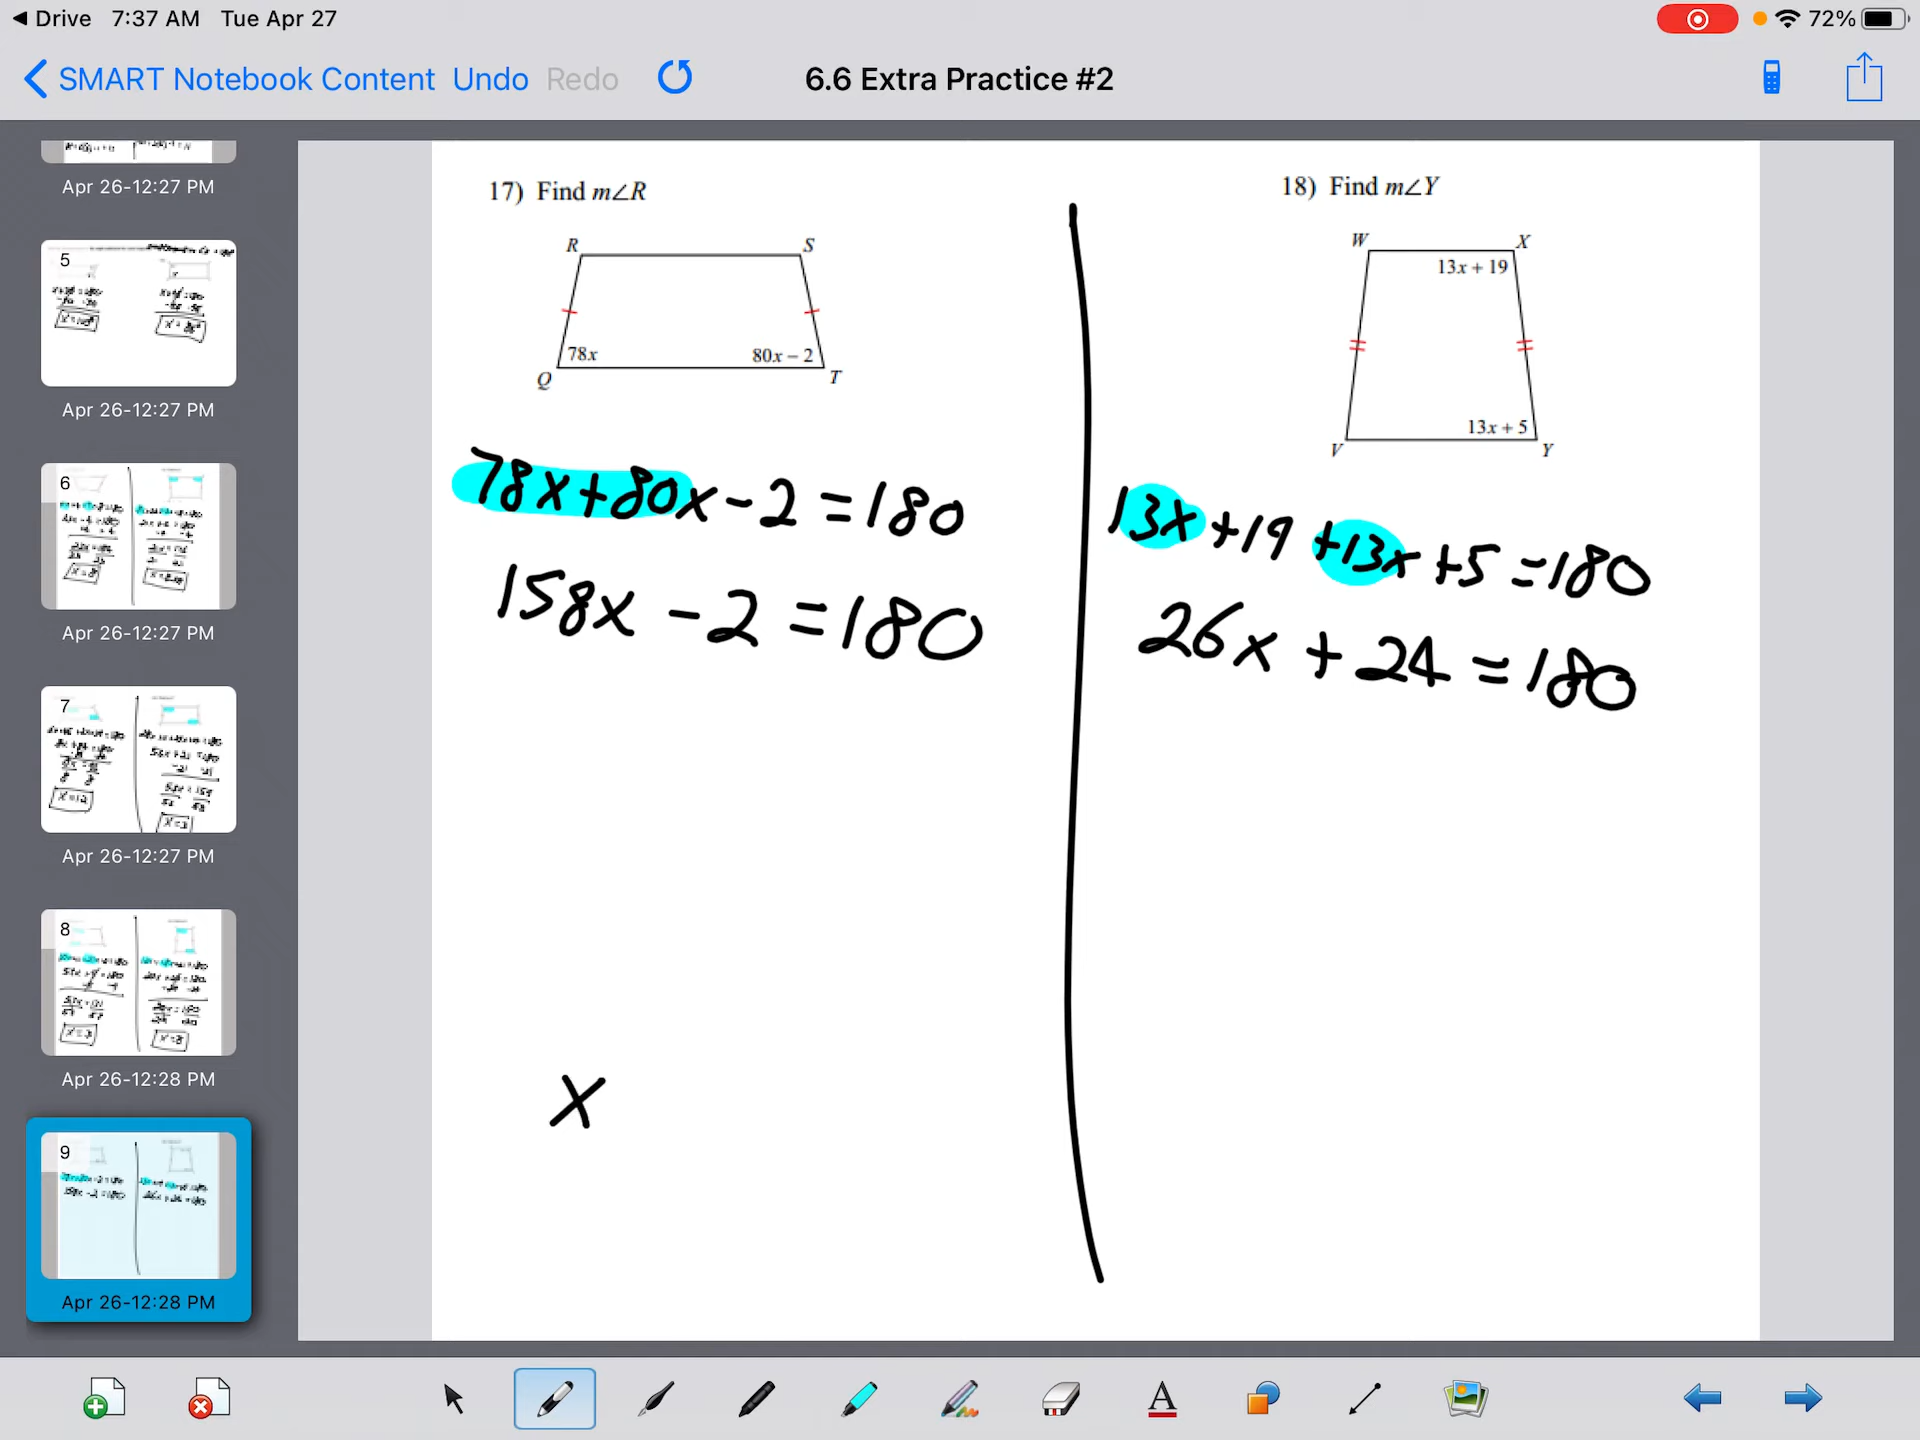 Drive 7:37 AM Tue Apr 27
72%
SMART Notebook Content Undo Redo
6.6 Extra Practice #2
Apr 26-12:27 PM
5
Apr 26-12:27 PM
6
Apr 26-12:27 PM
7
Apr 26-12:27 PM
8
Apr 26-12:28 PM
9
Apr 26-12:28 PM
17) Find m∠R
R S
78x 80x – 2
Q T
78x+80x-2=180
158x-2=180
x
18) Find m∠Y
W X
13x + 19
13x + 5
V Y
13x+19+13x+5=180
26x+24=180
A